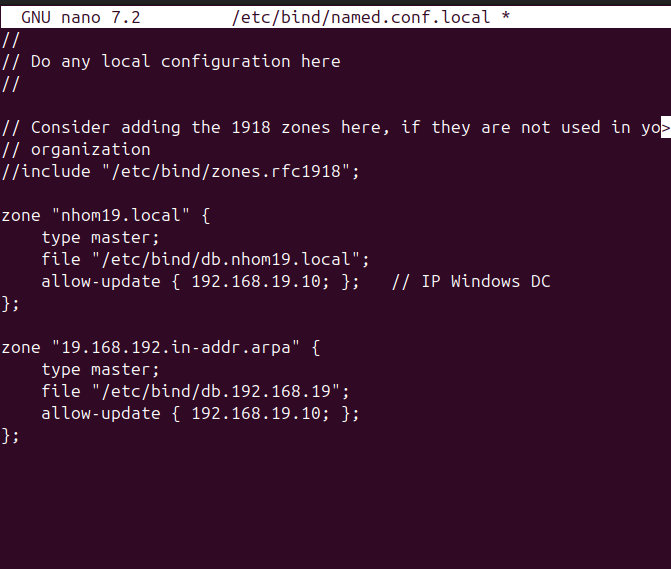 GNU nano 7.2 /etc/bind/named.conf.local *
//
// Do any local configuration here
//
// Consider adding the 1918 zones here, if they are not used in yo>
// organization
//include "/etc/bind/zones.rfc1918";
zone "nhom19.local" {
    type master;
    file "/etc/bind/db.nhom19.local";
    allow-update { 192.168.19.10; };   // IP Windows DC
};
zone "19.168.192.in-addr.arpa" {
    type master;
    file "/etc/bind/db.192.168.19";
    allow-update { 192.168.19.10; };
};